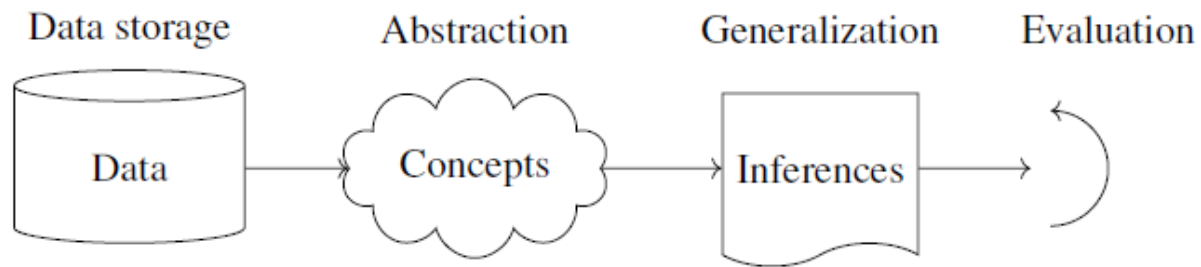 Data storage
Abstraction
Generalization
Evaluation
Data
Concepts
Inferences